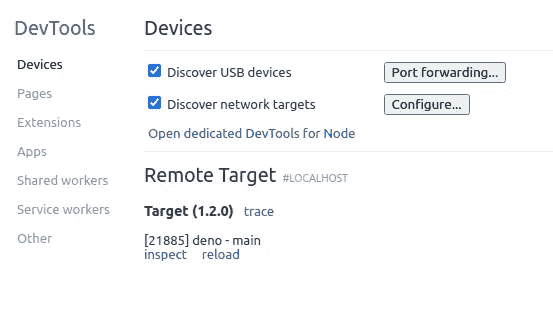 DevTools
Devices
Pages
Extensions
Apps
Shared workers
Service workers
Other
Devices
Discover USB devices
Port forwarding...
Discover network targets
Configure...
Open dedicated DevTools for Node
Remote Target #LOCALHOST
Target (1.2.0) trace
[21885] deno - main
inspect reload